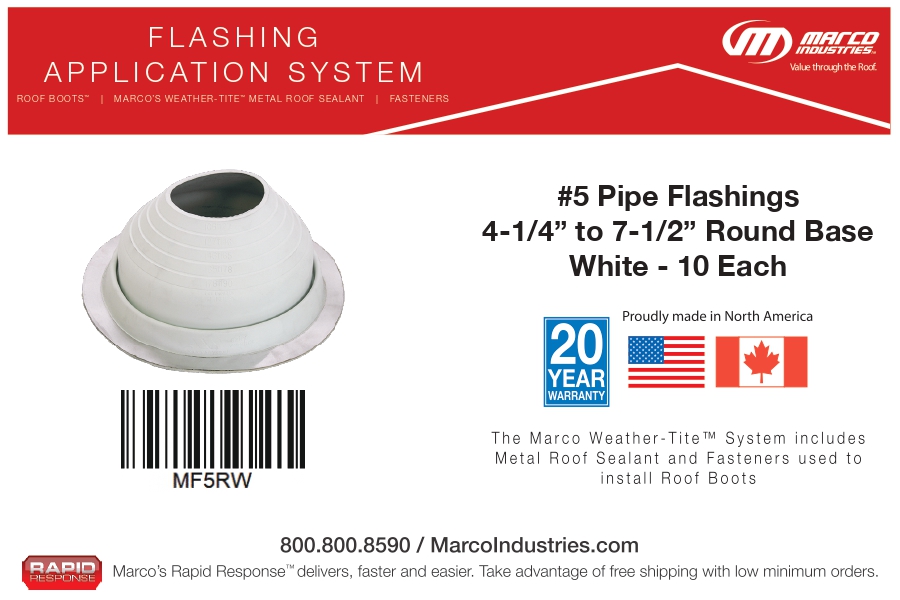 FLASHING
APPLICATION SYSTEM
ROOF BOOTS™ | MARCO'S WEATHER-TITE™ METAL ROOF SEALANT | FASTENERS
MARCO
INDUSTRIES™
Value through the Roof.
#5 Pipe Flashings
4-1/4” to 7-1/2” Round Base
White - 10 Each
Proudly made in North America
20
YEAR
WARRANTY
The Marco Weather-Tite™ System includes
Metal Roof Sealant and Fasteners used to
install Roof Boots
MF5RW
800.800.8590 / MarcoIndustries.com
RAPID
RESPONSE
Marco's Rapid Response™ delivers, faster and easier. Take advantage of free shipping with low minimum orders.